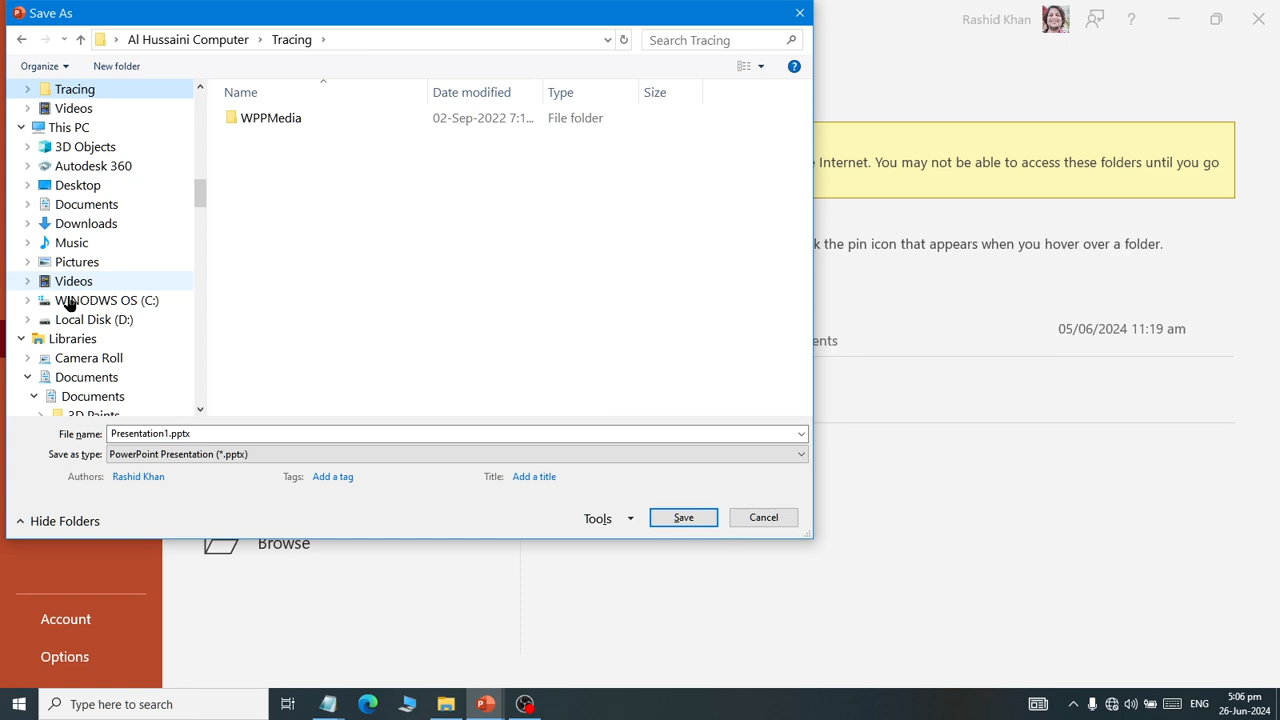 Save As
Rashid Khan
Al Hussaini Computer
Tracing
Search Tracing
Organize
New folder
Name
Date modified
Type
Size
WPPMedia
02-Sep-2022 7:1...
File folder
Tracing
Videos
This PC
3D Objects
Autodesk 360
Desktop
Documents
Downloads
Music
Pictures
Videos
WINODWS OS (C:)
Local Disk (D:)
Libraries
Camera Roll
Documents
Documents
3D Paints
Internet. You may not be able to access these folders until you go
k the pin icon that appears when you hover over a folder.
05/06/2024 11:19 am
ents
File name: Presentation1.pptx
Save as type: PowerPoint Presentation (*.pptx)
Authors: Rashid Khan
Tags: Add a tag
Title: Add a title
Hide Folders
Tools
Save
Cancel
Browse
Account
Options
Type here to search
ENG
5:06 pm
26-Jun-2024